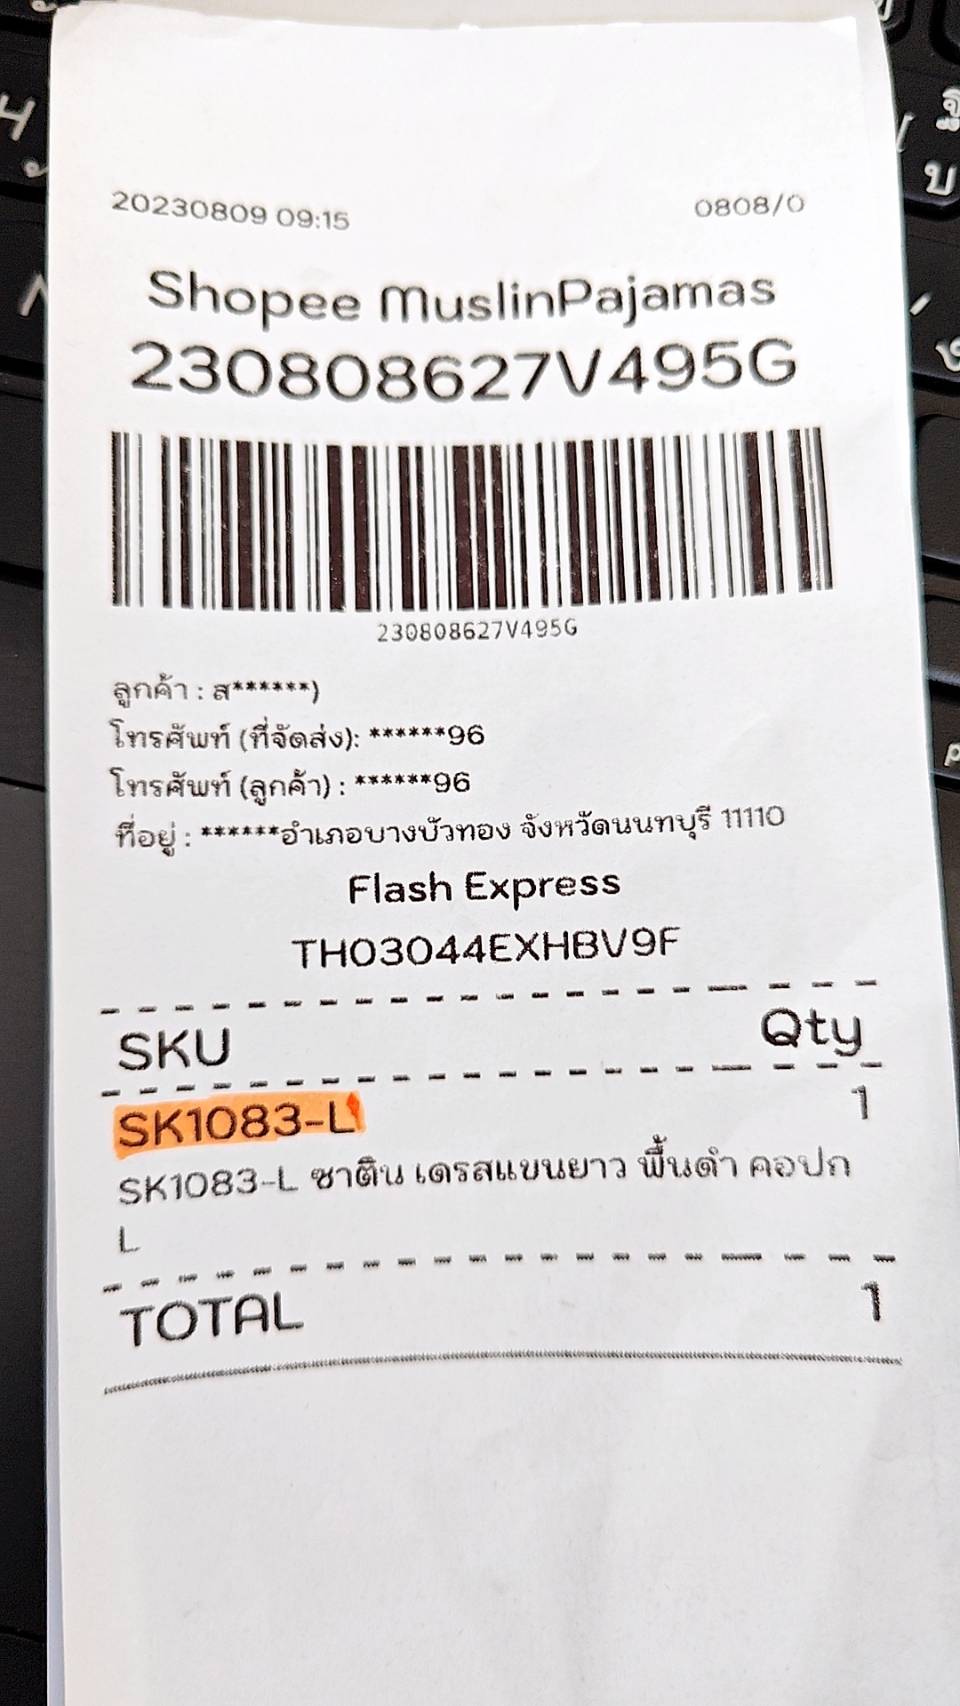 20230809 09:15 0808/0
Shopee MuslinPajamas
230808627V495G
230808627V495G
ลูกค้า : ส******)
โทรศัพท์ (ที่จัดส่ง): ******96
โทรศัพท์ (ลูกค้า) : ******96
ที่อยู่ : ******อำเภอบางบัวทอง จังหวัดนนทบุรี 11110
Flash Express
TH03044EXHBV9F
SKU Qty
SK1083-L 1
SK1083-L ซาติน เดรสแขนยาว พื้นดำ คอปก
L
TOTAL 1